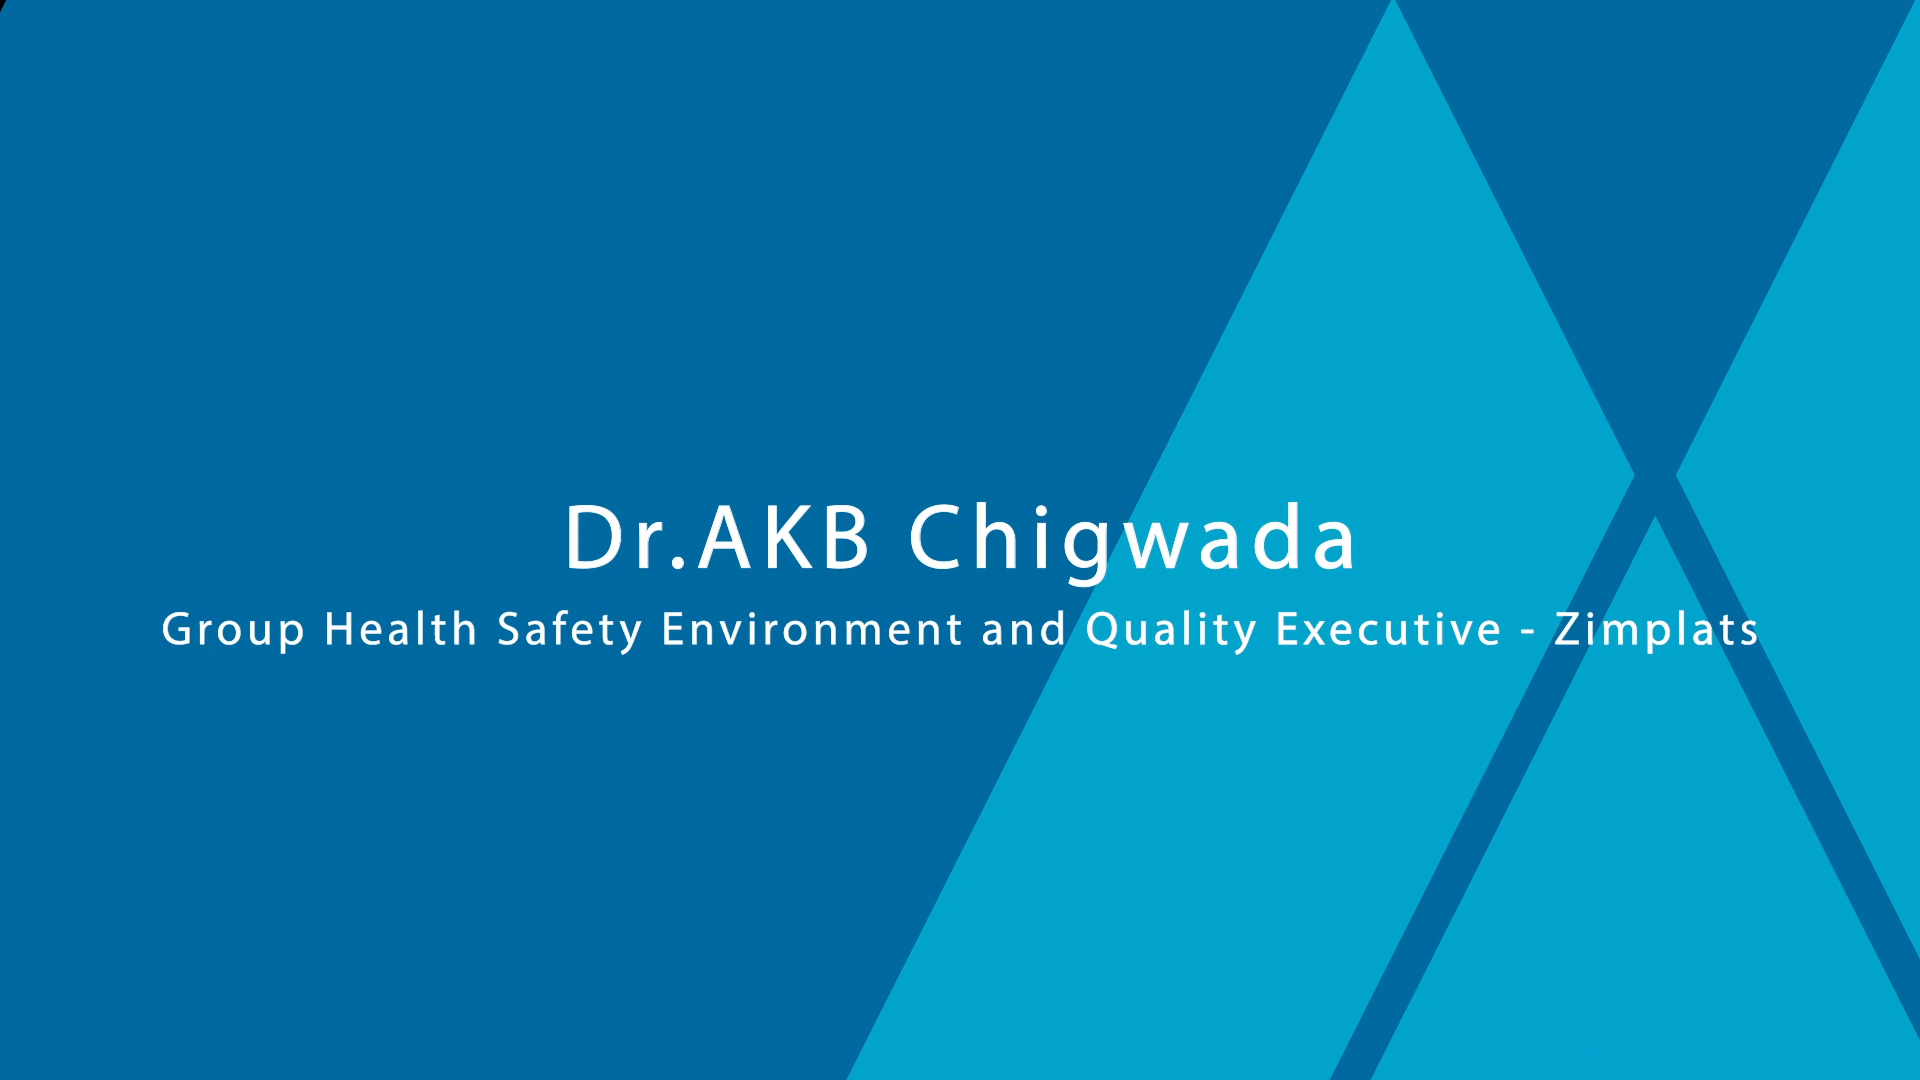 Dr.AKB Chigwada
Group Health Safety Environment and Quality Executive - Zimplats